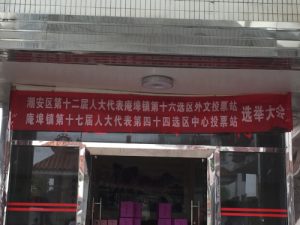 潮安区第十二届人大代表庵埠镇第十六选区外文投票站
庵埠镇第十七届人大代表第四十四选区中心投票站
选举大会